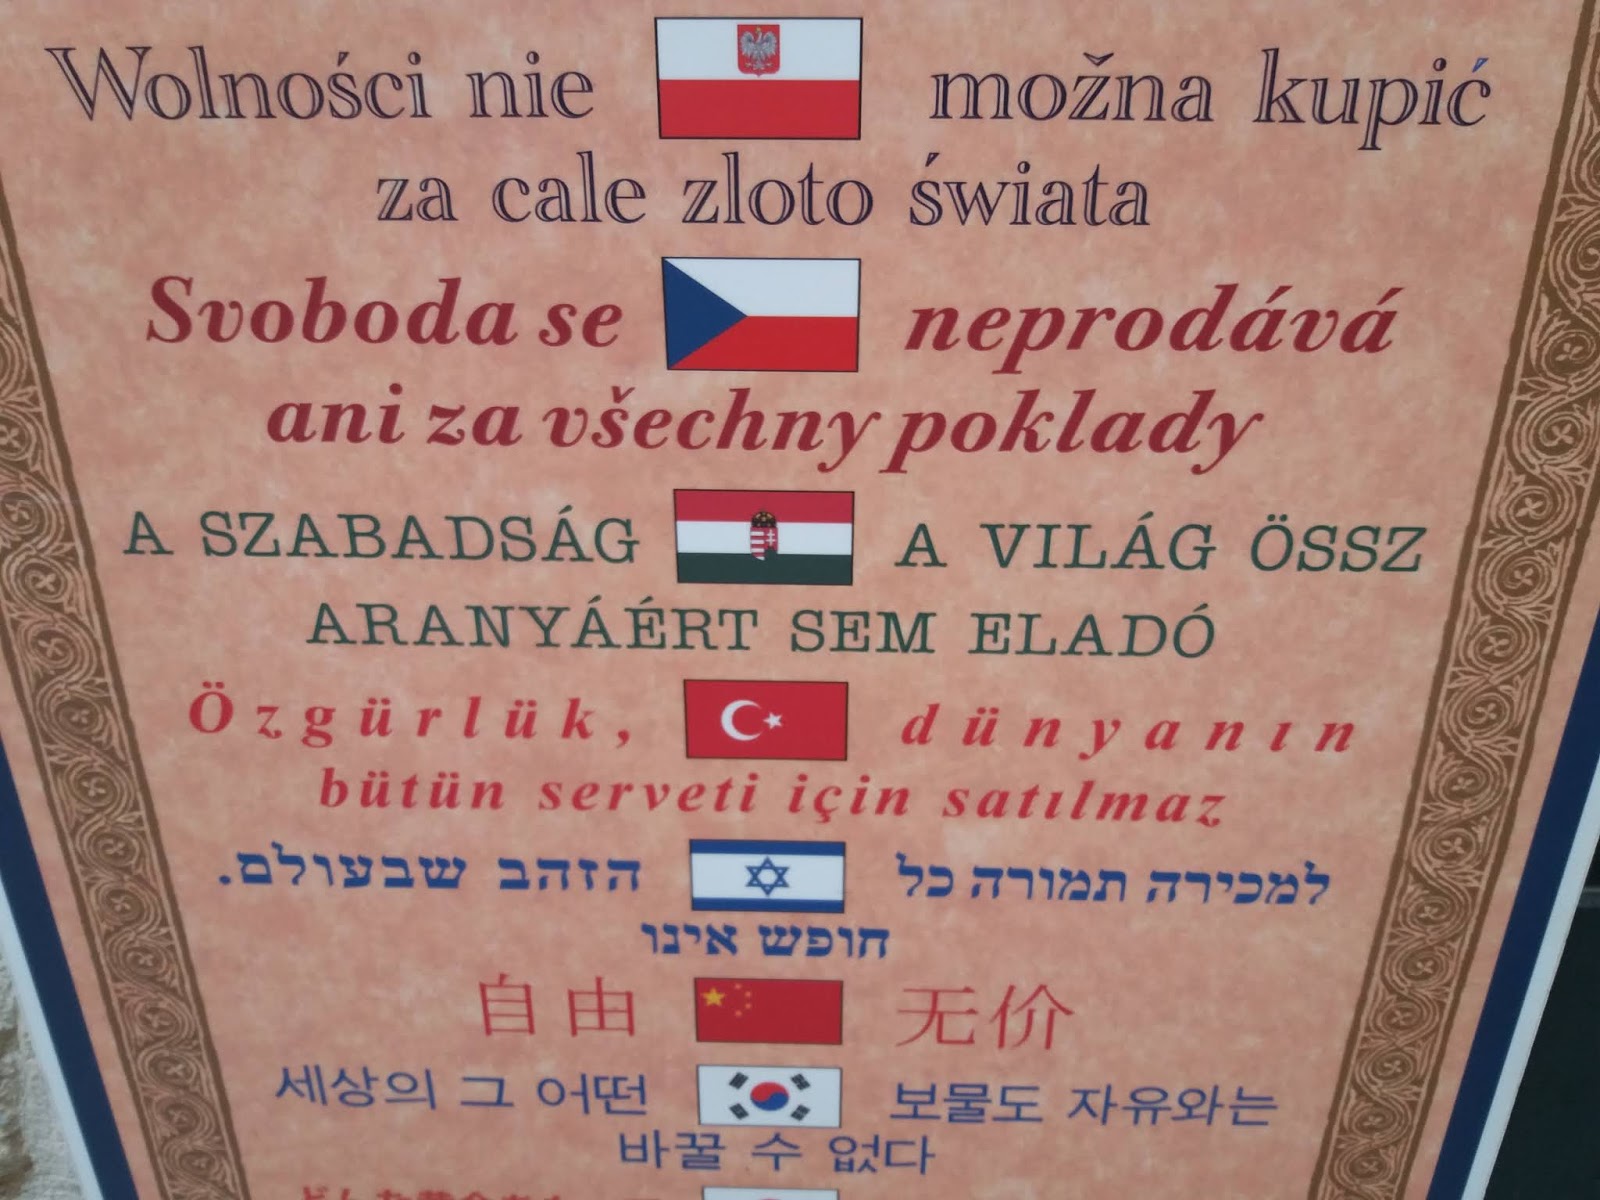 Wolności nie možna kupić
za cale zloto świata
Svoboda se neprodává
ani za všechny poklady
A SZABADSÁG A VILÁG ÖSSZ
ARANYÁÉRT SEM ELADÓ
Özgürlük, dünyanın
bütün serveti için satılmaz
למכירה תמורה כל הזהב שבעולם.
חופש אינו
自由 无价
세상의 그 어떤 보물도 자유와는
바꿀 수 없다